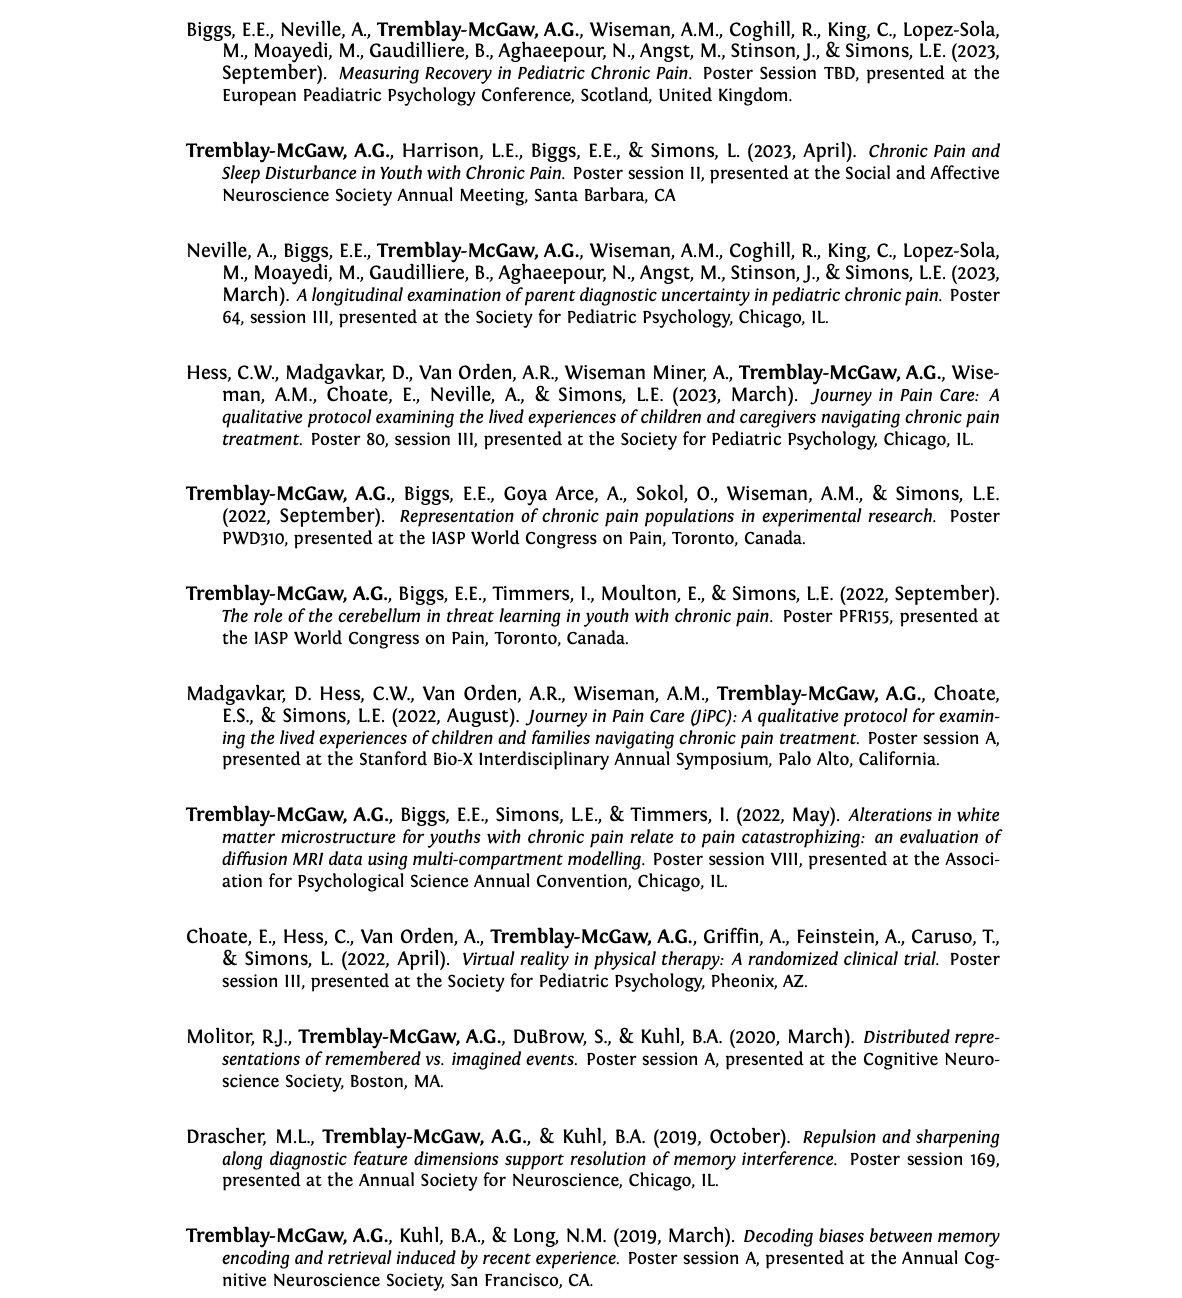 Biggs, E.E., Neville, A., Tremblay-McGaw, A.G., Wiseman, A.M., Coghill, R., King, C., Lopez-Sola,
M., Moayedi, M., Gaudilliere, B., Aghaeepour, N., Angst, M., Stinson, J., & Simons, L.E. (2023,
September). Measuring Recovery in Pediatric Chronic Pain. Poster Session TBD, presented at the
European Peadiatric Psychology Conference, Scotland, United Kingdom.
Tremblay-McGaw, A.G., Harrison, L.E., Biggs, E.E., & Simons, L. (2023, April). Chronic Pain and
Sleep Disturbance in Youth with Chronic Pain. Poster session II, presented at the Social and Affective
Neuroscience Society Annual Meeting, Santa Barbara, CA
Neville, A., Biggs, E.E., Tremblay-McGaw, A.G., Wiseman, A.M., Coghill, R., King, C., Lopez-Sola,
M., Moayedi, M., Gaudilliere, B., Aghaeepour, N., Angst, M., Stinson, J., & Simons, L.E. (2023,
March). A longitudinal examination of parent diagnostic uncertainty in pediatric chronic pain. Poster
64, session III, presented at the Society for Pediatric Psychology, Chicago, IL.
Hess, C.W., Madgavkar, D., Van Orden, A.R., Wiseman Miner, A., Tremblay-McGaw, A.G., Wise-
man, A.M., Choate, E., Neville, A., & Simons, L.E. (2023, March). Journey in Pain Care: A
qualitative protocol examining the lived experiences of children and caregivers navigating chronic pain
treatment. Poster 80, session III, presented at the Society for Pediatric Psychology, Chicago, IL.
Tremblay-McGaw, A.G., Biggs, E.E., Goya Arce, A., Sokol, O., Wiseman, A.M., & Simons, L.E.
(2022, September). Representation of chronic pain populations in experimental research. Poster
PWD310, presented at the IASP World Congress on Pain, Toronto, Canada.
Tremblay-McGaw, A.G., Biggs, E.E., Timmers, I., Moulton, E., & Simons, L.E. (2022, September).
The role of the cerebellum in threat learning in youth with chronic pain. Poster PFR155, presented at
the IASP World Congress on Pain, Toronto, Canada.
Madgavkar, D. Hess, C.W., Van Orden, A.R., Wiseman, A.M., Tremblay-McGaw, A.G., Choate,
E.S., & Simons, L.E. (2022, August). Journey in Pain Care (JiPC): A qualitative protocol for examin-
ing the lived experiences of children and families navigating chronic pain treatment. Poster session A,
presented at the Stanford Bio-X Interdisciplinary Annual Symposium, Palo Alto, California.
Tremblay-McGaw, A.G., Biggs, E.E., Simons, L.E., & Timmers, I. (2022, May). Alterations in white
matter microstructure for youths with chronic pain relate to pain catastrophizing: an evaluation of
diffusion MRI data using multi-compartment modelling. Poster session VIII, presented at the Associ-
ation for Psychological Science Annual Convention, Chicago, IL.
Choate, E., Hess, C., Van Orden, A., Tremblay-McGaw, A.G., Griffin, A., Feinstein, A., Caruso, T.,
& Simons, L. (2022, April). Virtual reality in physical therapy: A randomized clinical trial. Poster
session III, presented at the Society for Pediatric Psychology, Pheonix, AZ.
Molitor, R.J., Tremblay-McGaw, A.G., DuBrow, S., & Kuhl, B.A. (2020, March). Distributed repre-
sentations of remembered vs. imagined events. Poster session A, presented at the Cognitive Neuro-
science Society, Boston, MA.
Drascher, M.L., Tremblay-McGaw, A.G., & Kuhl, B.A. (2019, October). Repulsion and sharpening
along diagnostic feature dimensions support resolution of memory interference. Poster session 169,
presented at the Annual Society for Neuroscience, Chicago, IL.
Tremblay-McGaw, A.G., Kuhl, B.A., & Long, N.M. (2019, March). Decoding biases between memory
encoding and retrieval induced by recent experience. Poster session A, presented at the Annual Cog-
nitive Neuroscience Society, San Francisco, CA.